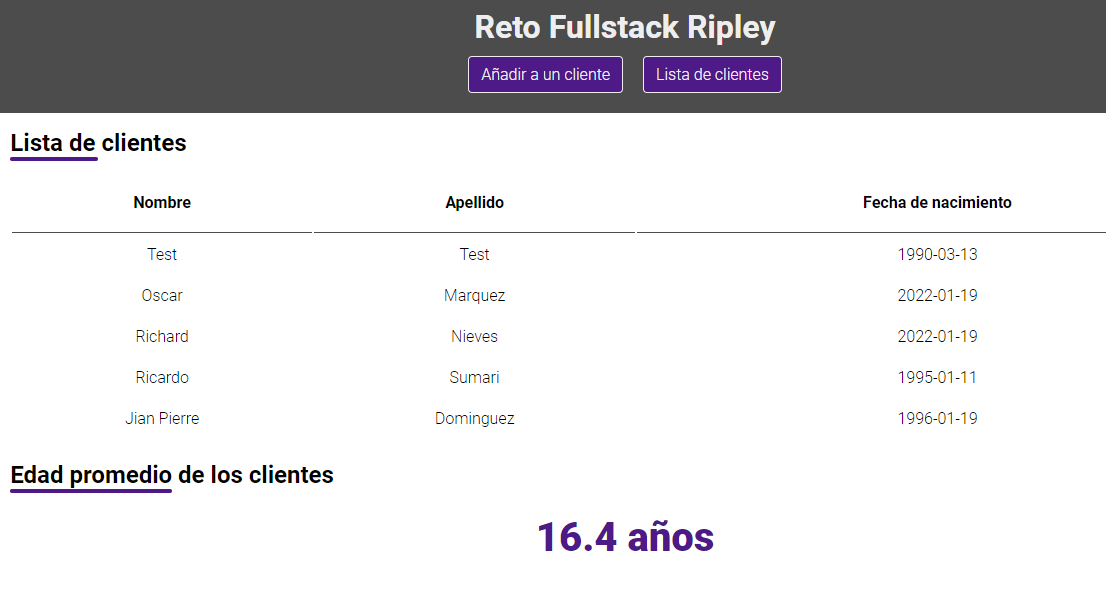 Reto Fullstack Ripley
Añadir a un cliente Lista de clientes
Lista de clientes
Nombre Apellido Fecha de nacimiento
Test Test 1990-03-13
Oscar Marquez 2022-01-19
Richard Nieves 2022-01-19
Ricardo Sumari 1995-01-11
Jian Pierre Dominguez 1996-01-19
Edad promedio de los clientes
16.4 años